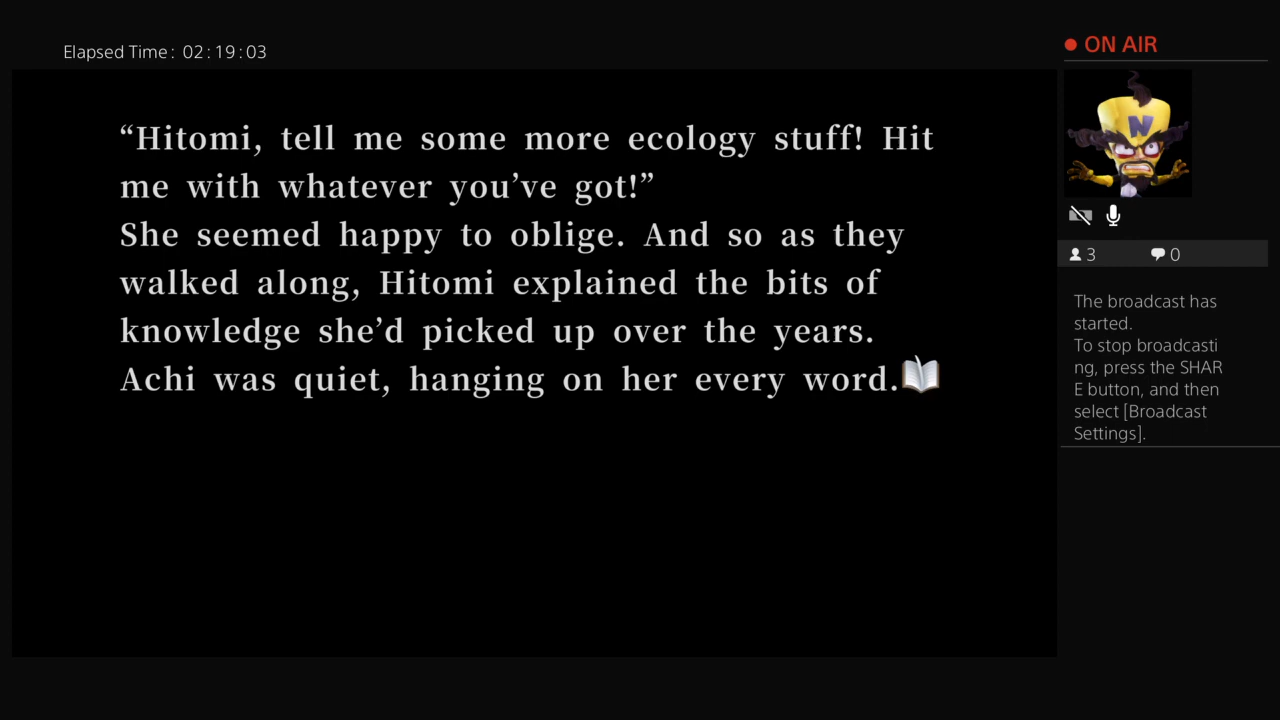 Elapsed Time: 02:19:03
ON AIR
“Hitomi, tell me some more ecology stuff! Hit
me with whatever you’ve got!”
She seemed happy to oblige. And so as they
walked along, Hitomi explained the bits of
knowledge she’d picked up over the years.
Achi was quiet, hanging on her every word.
N
3
0
The broadcast has
started.
To stop broadcasti
ng, press the SHAR
E button, and then
select [Broadcast
Settings].